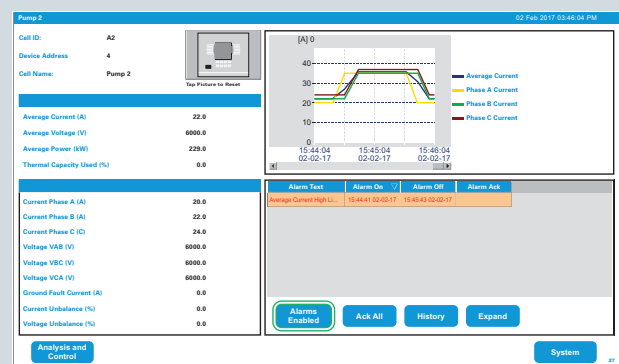 Pump 2
02 Feb 2017 03:46:04 PM
Cell ID: A2
Device Address 4
Cell Name: Pump 2
Tap Picture to Reset
Average Current (A) 22.0
Average Voltage (V) 6000.0
Average Power (kW) 229.0
Thermal Capacity Used (%) 0.0
Current Phase A (A) 20.0
Current Phase B (A) 22.0
Current Phase C (C) 24.0
Voltage VAB (V) 6000.0
Voltage VBC (V) 6000.0
Voltage VCA (V) 6000.0
Ground Fault Current (A) 0.0
Current Unbalance (%) 0.0
Voltage Unbalance (%) 0.0
[A] 0
40
30
20
10
0
15:44:04 15:45:04 15:46:04
02-02-17 02-02-17 02-02-17
Average Current
Phase A Current
Phase B Current
Phase C Current
Alarm Text Alarm On Alarm Off Alarm Ack
Average Current High Li... 15:44:41 02-02-17 15:45:43 02-02-17
Alarms
Enabled
Ack All
History
Expand
Analysis and
Control
System
27